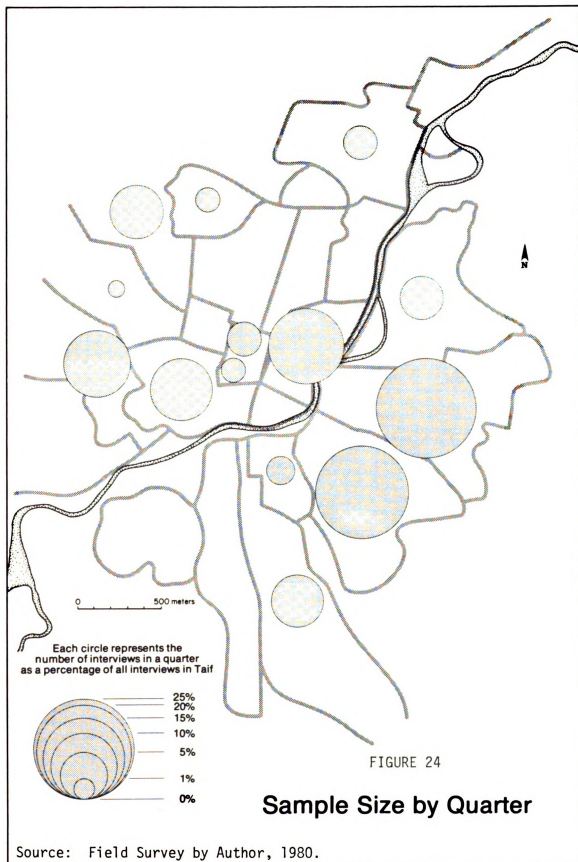 N
0 500 meters
Each circle represents the
number of interviews in a quarter
as a percentage of all interviews in Taif
25%
20%
15%
10%
5%
1%
0%
FIGURE 24
Sample Size by Quarter
Source: Field Survey by Author, 1980.